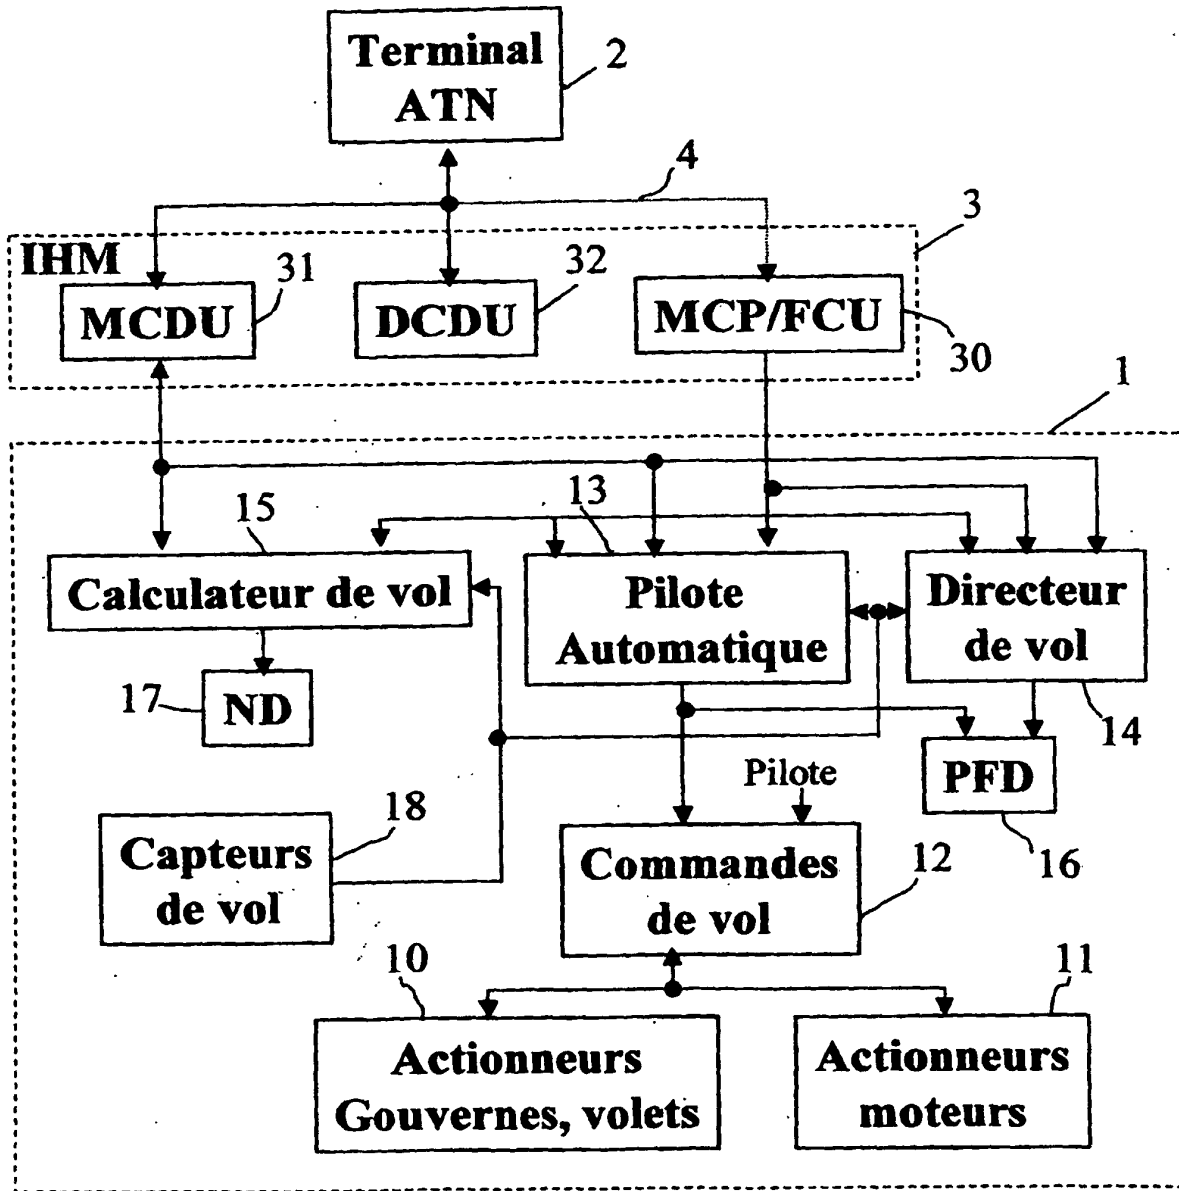 Terminal
ATN
2
4
3
IHM
31
32
MCDU
DCDU
MCP/FCU
30
1
15
13
Calculateur de vol
Pilote
Automatique
Directeur
de vol
17
ND
14
Pilote
PFD
18
16
Capteurs
de vol
Commandes
de vol
12
10
11
Actionneurs
Gouvernes, volets
Actionneurs
moteurs